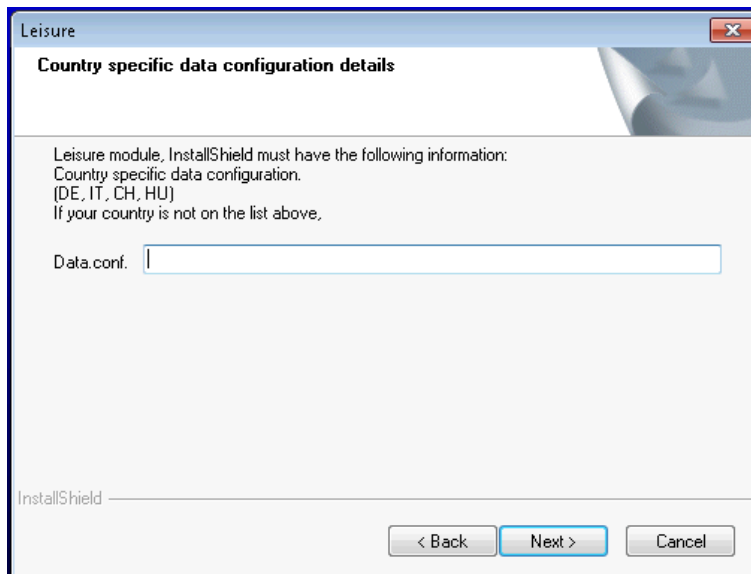 Leisure
Country specific data configuration details
Leisure module, InstallShield must have the following information:
Country specific data configuration.
(DE, IT, CH, HU)
If your country is not on the list above,
Data.conf.
InstallShield
< Back Next > Cancel